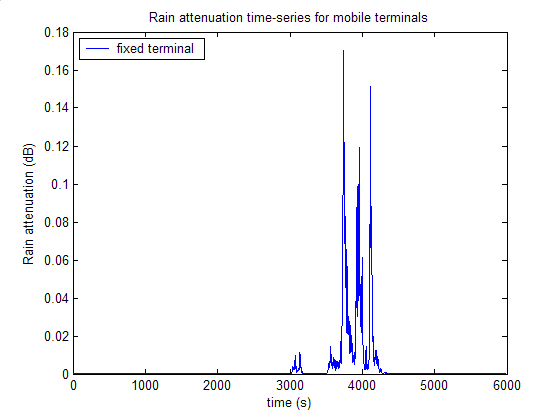 Rain attenuation time-series for mobile terminals
fixed terminal
Rain attenuation (dB)
0.18
0.16
0.14
0.12
0.1
0.08
0.06
0.04
0.02
0
0 1000 2000 3000 4000 5000 6000
time (s)